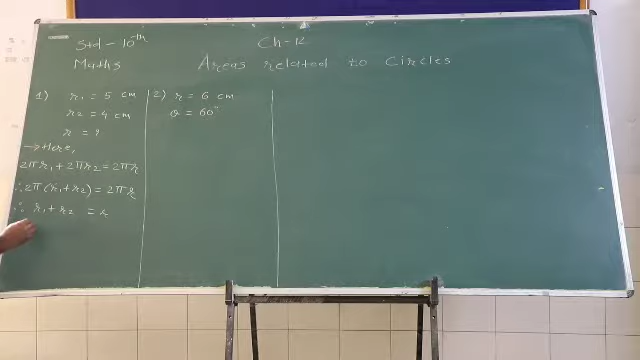 Std - 10th
Maths
Ch-12
Areas related to Circles
1) r1 = 5 cm
r2 = 4 cm
r = ?
→ Here,
2πr1 + 2πr2 = 2πr
∴ 2π(r1 + r2) = 2πr
∴ r1 + r2 = r
2) r = 6 cm
θ = 60°